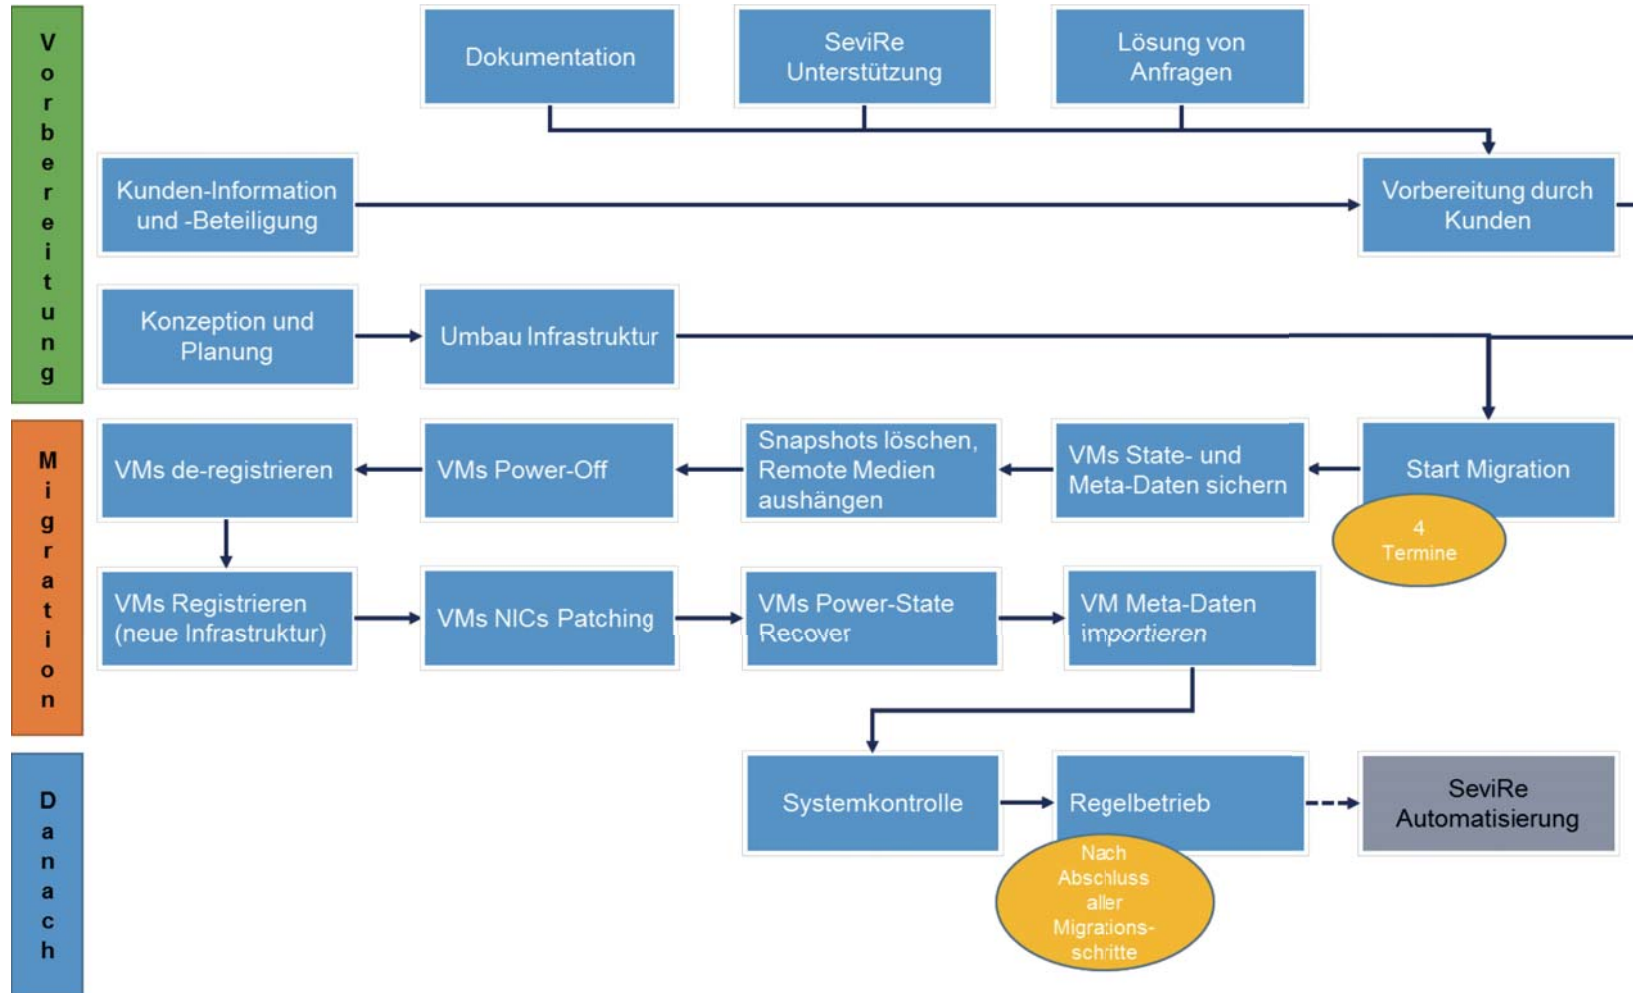 Vorbereitung
Dokumentation
SeviRe
Unterstützung
Lösung von
Anfragen
Kunden-Information
und -Beteiligung
Vorbereitung durch
Kunden
Konzeption und
Planung
Umbau Infrastruktur
Migration
VMs de-registrieren
VMs Power-Off
Snapshots löschen,
Remote Medien
aushängen
VMs State- und
Meta-Daten sichern
Start Migration
4
Termine
VMs Registrieren
(neue Infrastruktur)
VMs NICs Patching
VMs Power-State
Recover
VM Meta-Daten
importieren
Danach
Systemkontrolle
Regelbetrieb
Nach
Abschluss
aller
Migrations-
schritte
SeviRe
Automatisierung